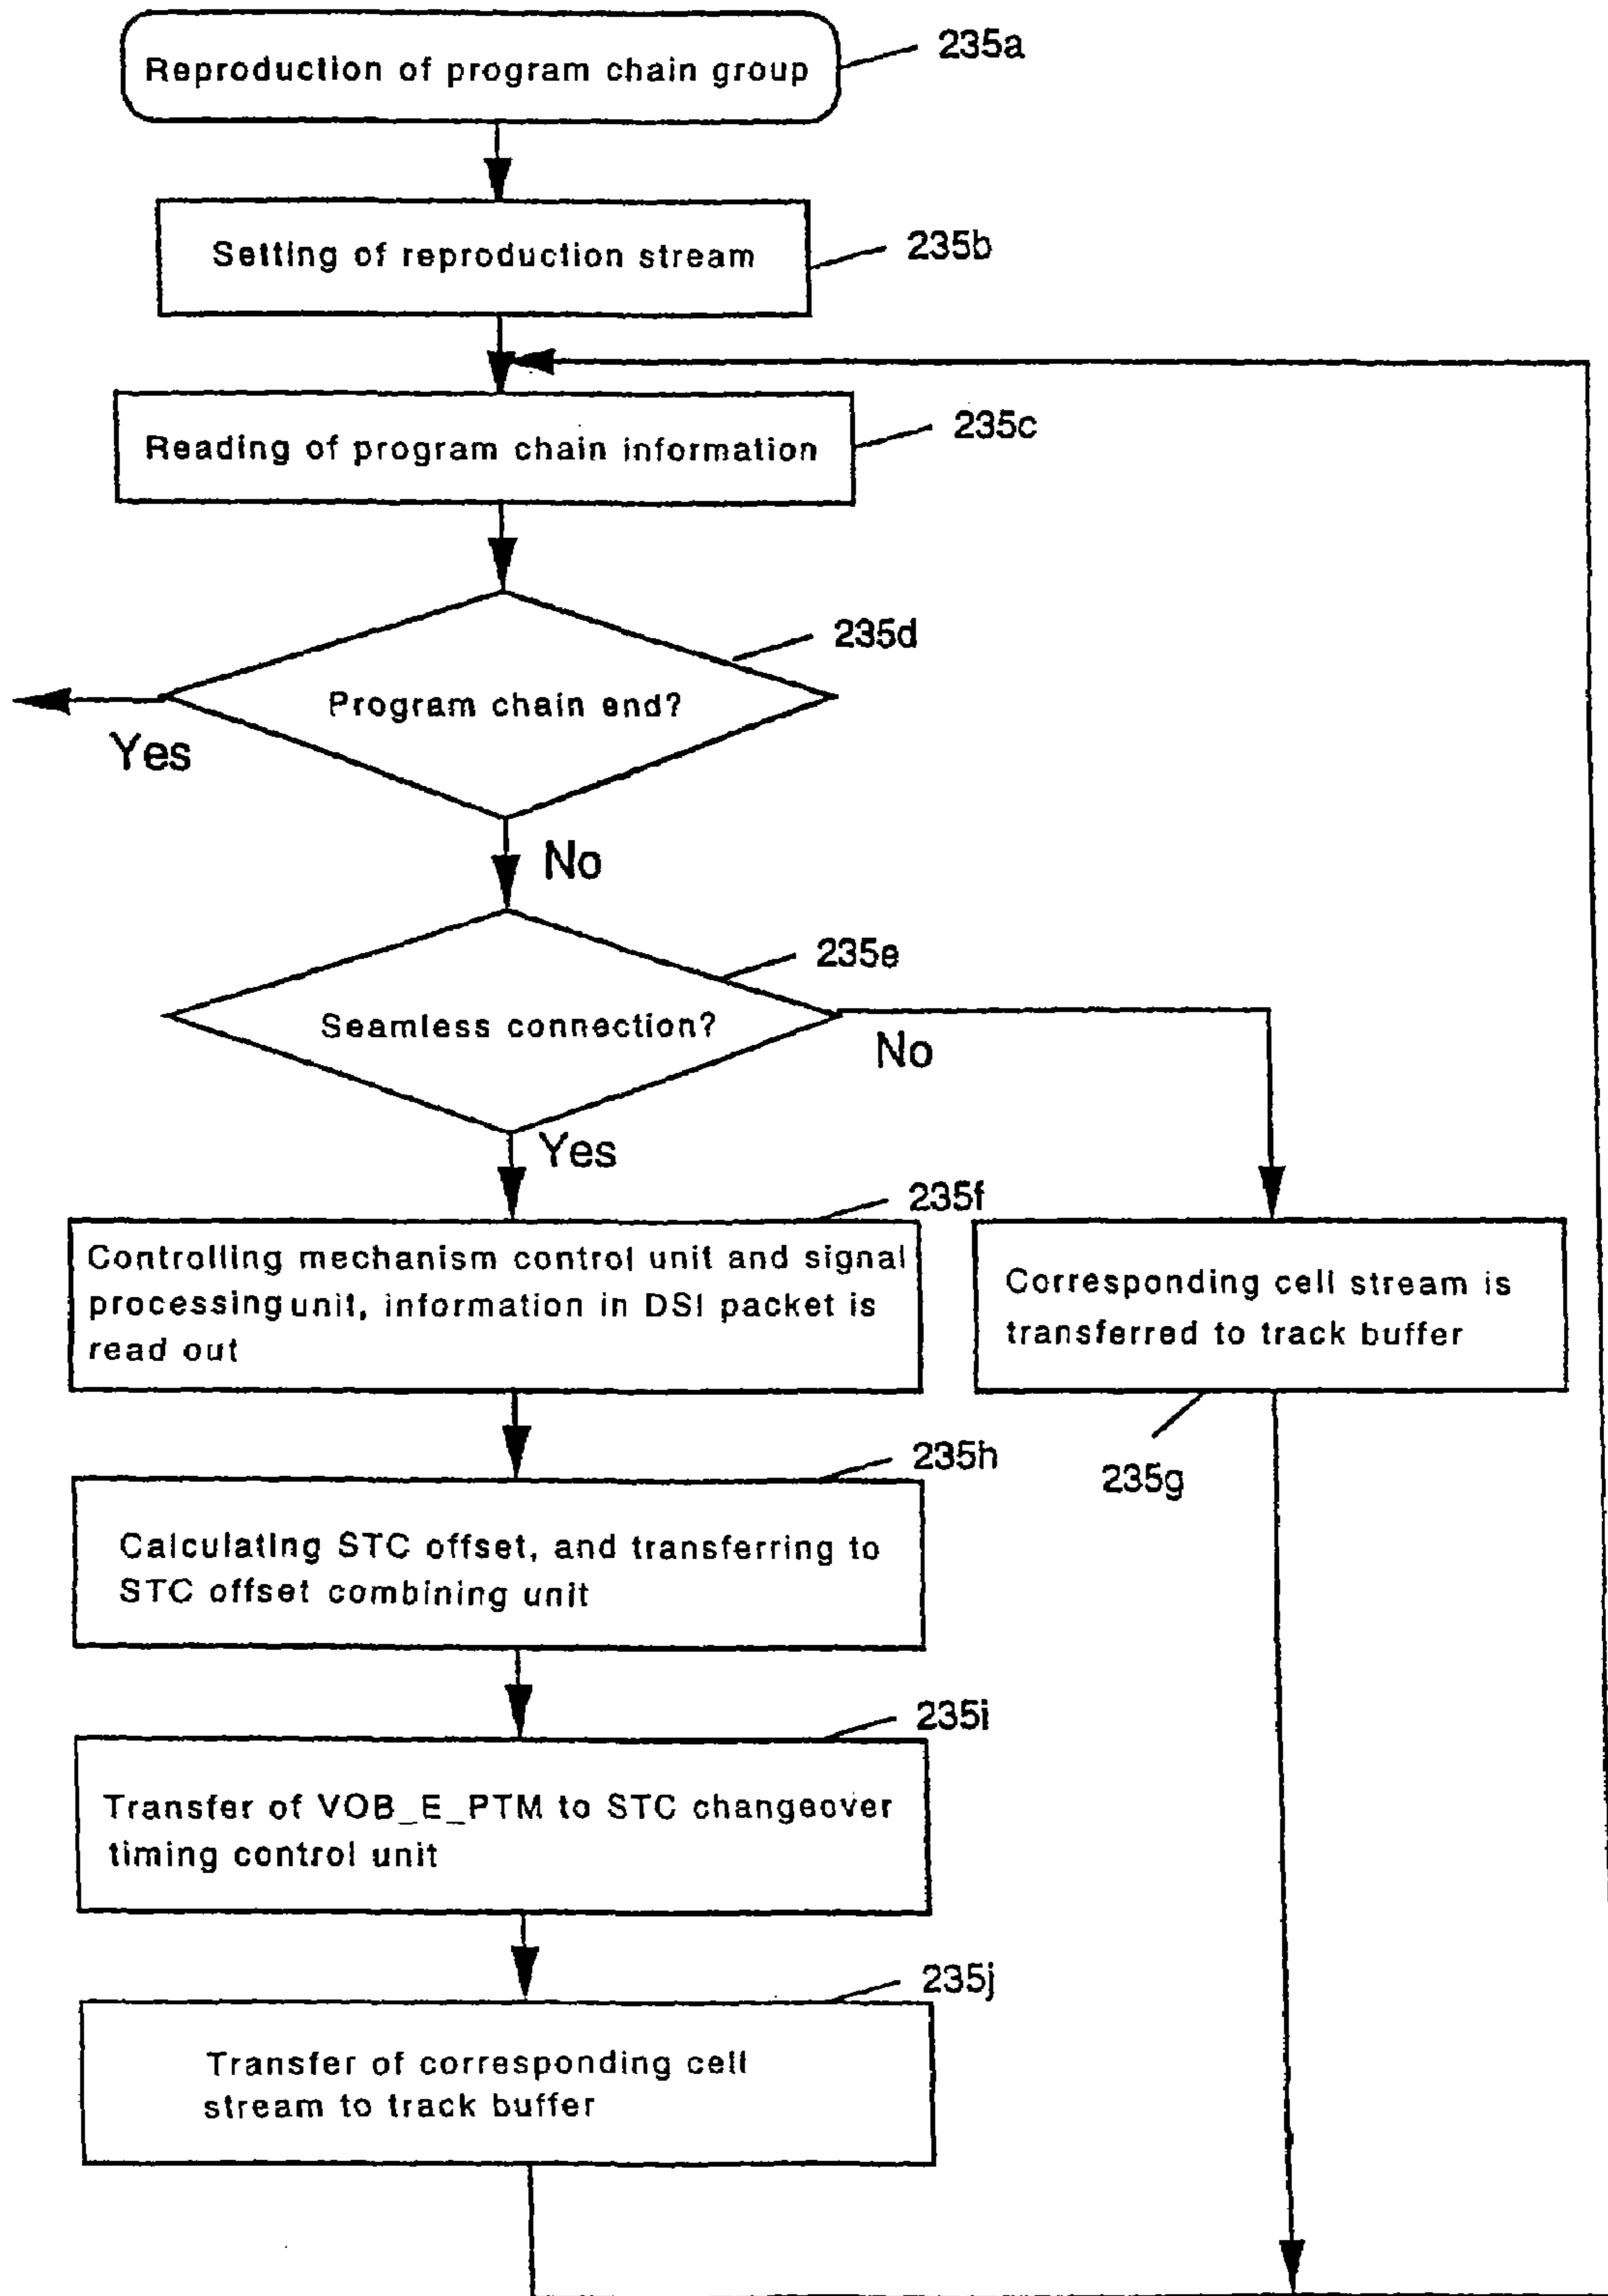 Reproduction of program chain group
235a
Setting of reproduction stream
235b
Reading of program chain information
235c
235d
Program chain end?
Yes
No
235e
Seamless connection?
No
Yes
235f
Controlling mechanism control unit and signal
processing unit, information in DSI packet is
read out
Corresponding cell stream is
transferred to track buffer
235g
235h
Calculating STC offset, and transferring to
STC offset combining unit
235i
Transfer of VOB_E_PTM to STC changeover
timing control unit
235j
Transfer of corresponding cell
stream to track buffer